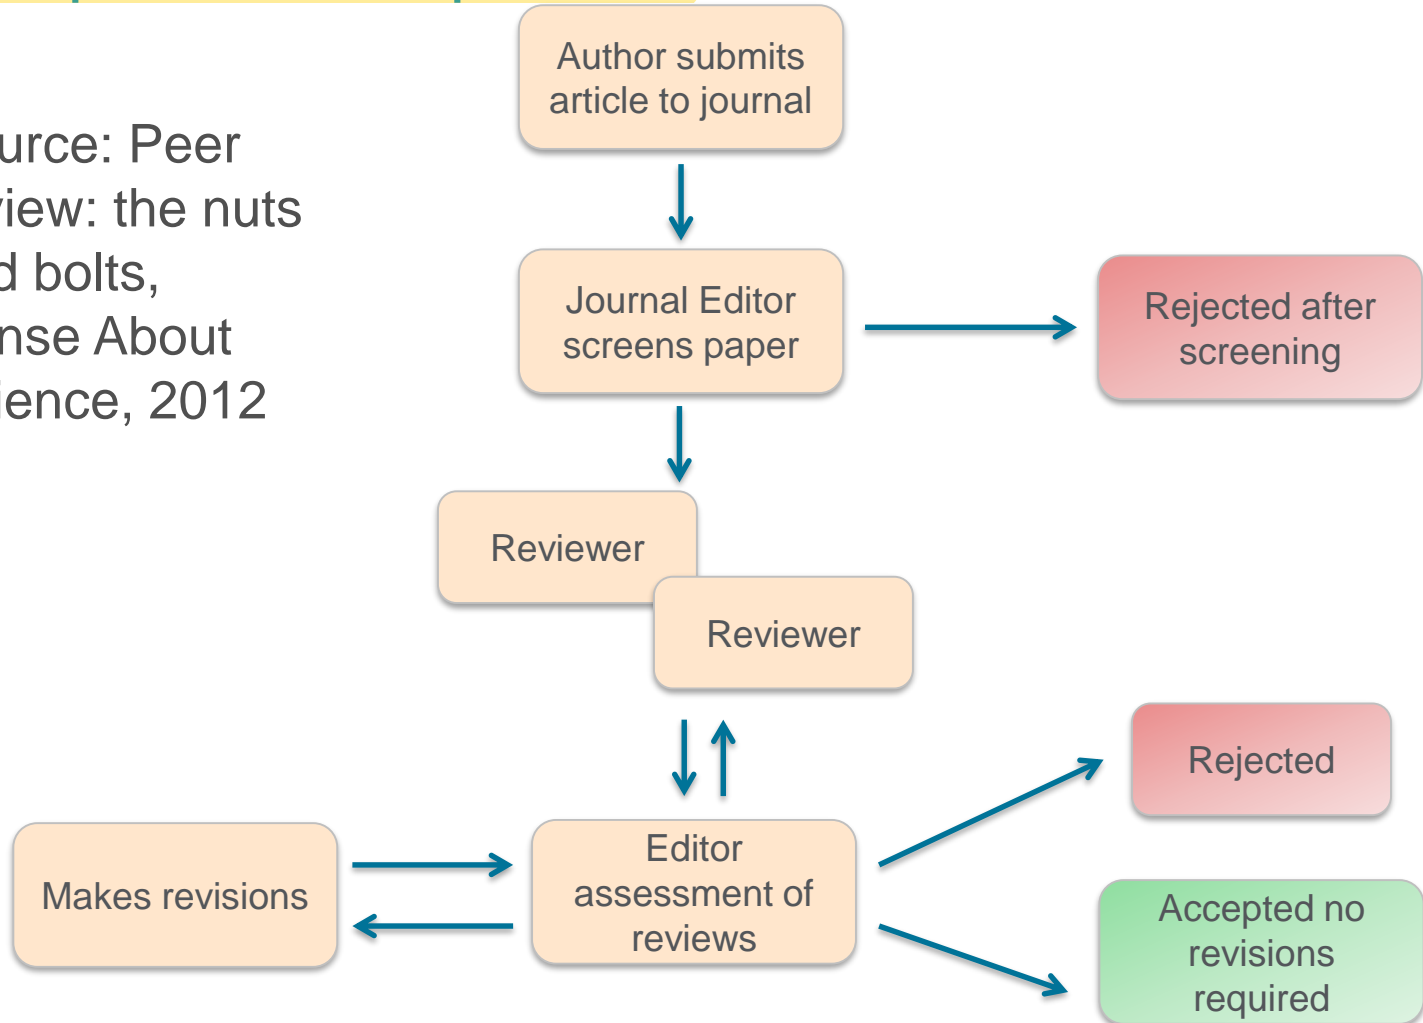 Author submits
article to journal
urce: Peer
view: the nuts
d bolts,
nse About
ience, 2012
Journal Editor
screens paper
Rejected after
screening
Reviewer
Reviewer
Rejected
Makes revisions
Editor
assessment of
reviews
Accepted no
revisions
required